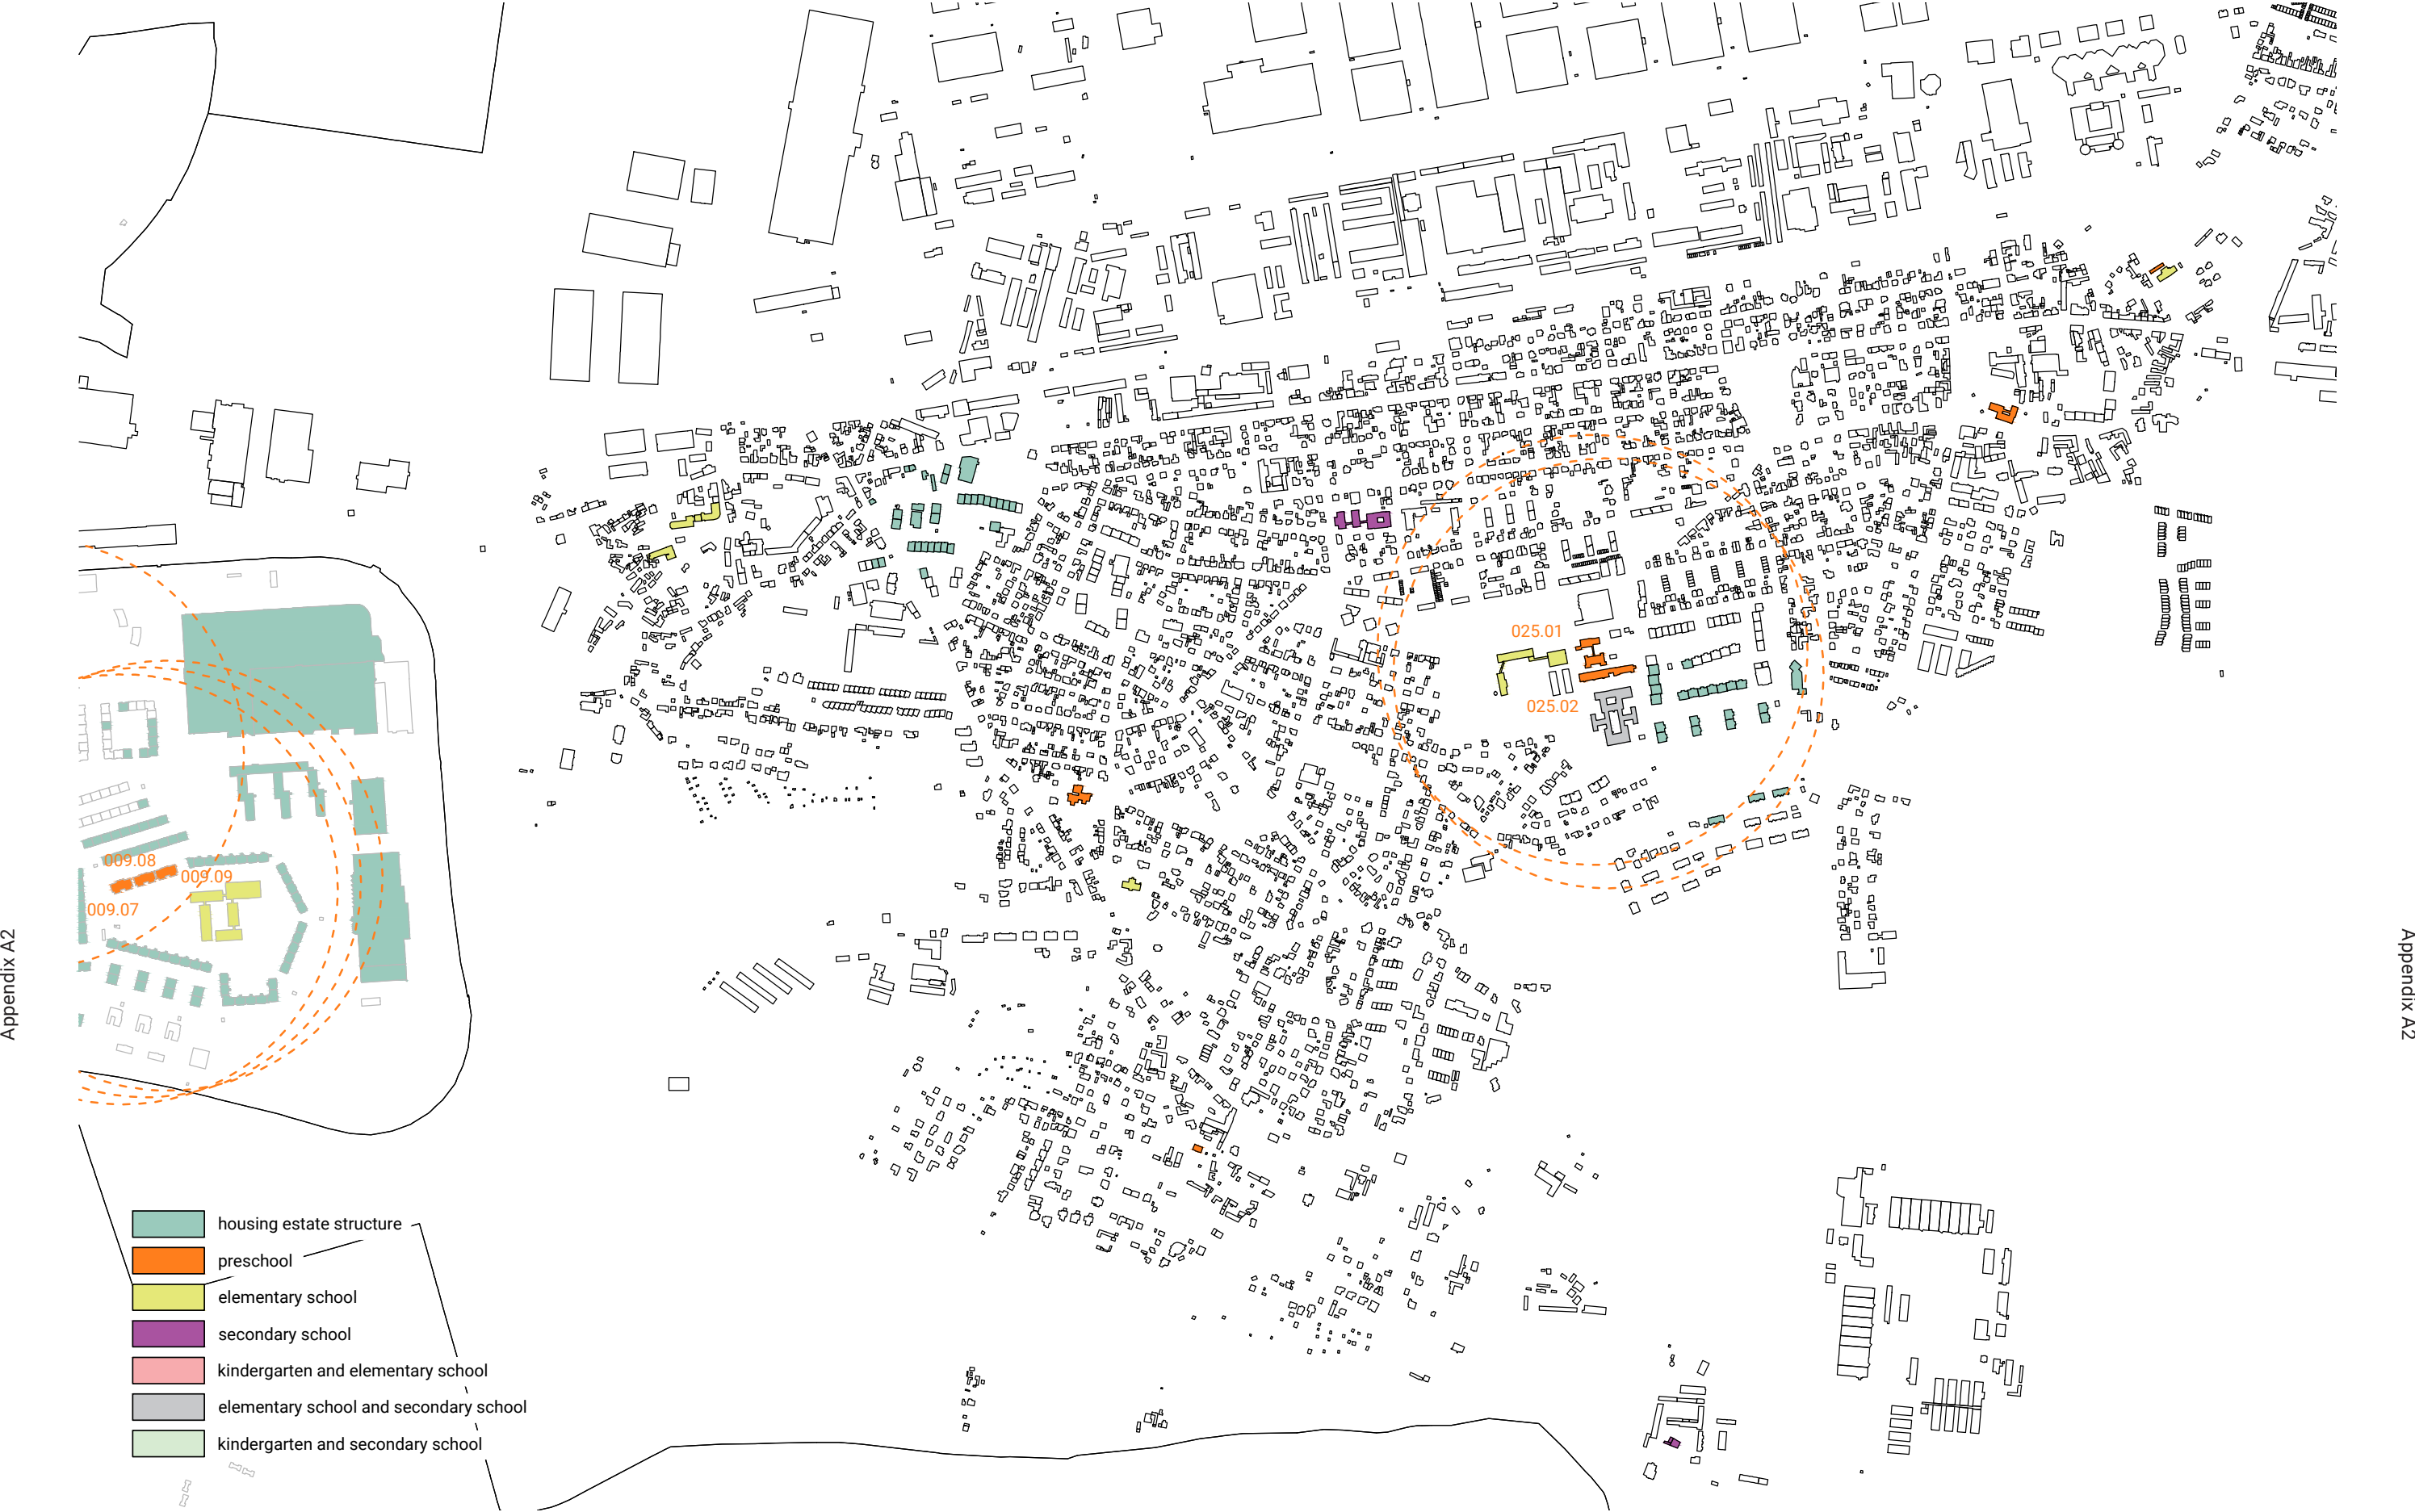 025.01
025.02
009.08
009.09
009.07
Appendix A2
Appendix A2
housing estate structure
preschool
elementary school
secondary school
kindergarten and elementary school
elementary school and secondary school
kindergarten and secondary school